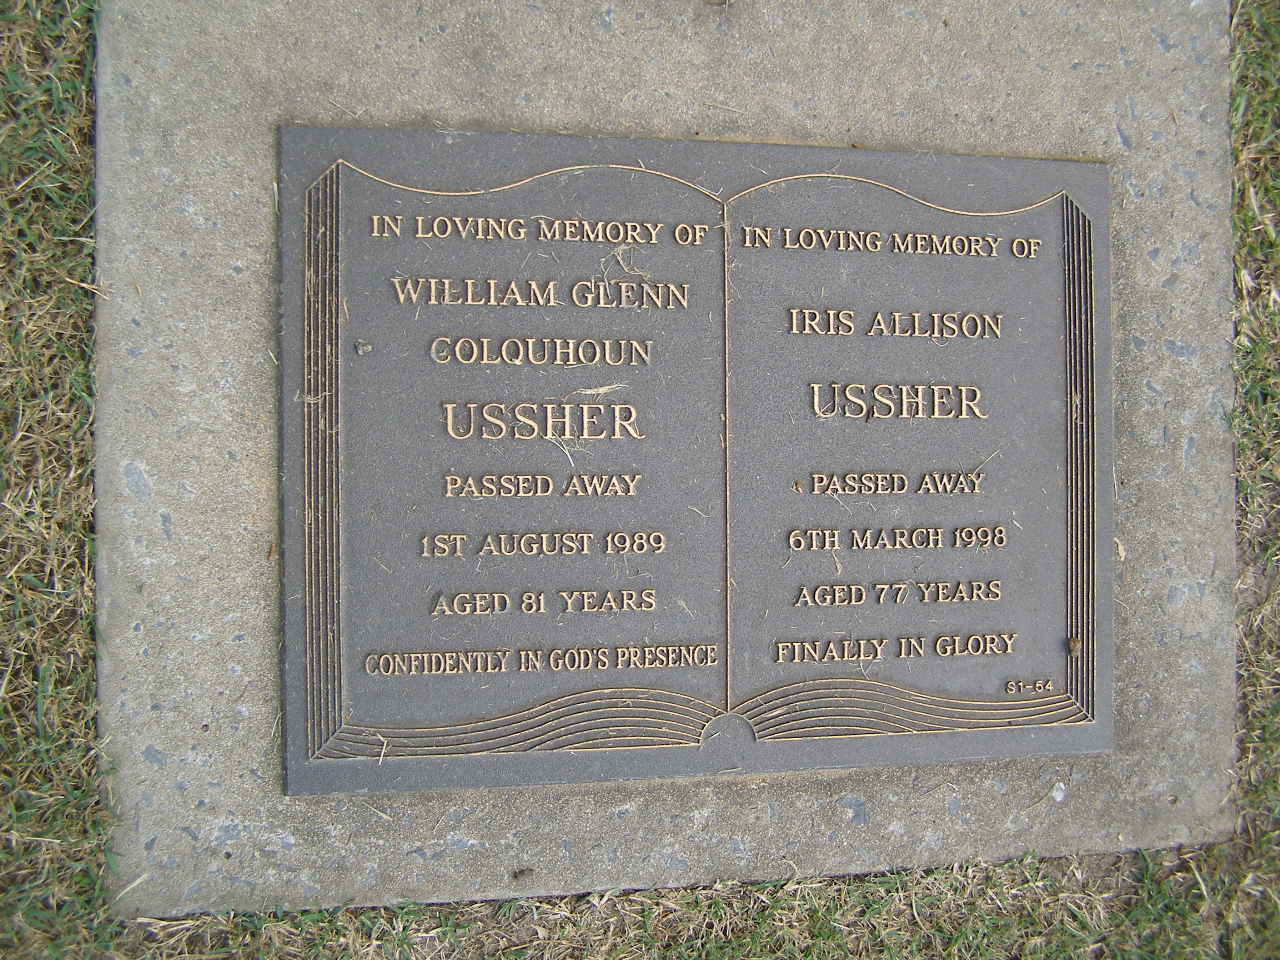 IN LOVING MEMORY OF
WILLIAM GLENN
COLQUHOUN
USSHER
PASSED AWAY
1ST AUGUST 1989
AGED 81 YEARS
CONFIDENTLY IN GOD'S PRESENCE
IN LOVING MEMORY OF
IRIS ALLISON
USSHER
PASSED AWAY
6TH MARCH 1998
AGED 77 YEARS
FINALLY IN GLORY
S1-54